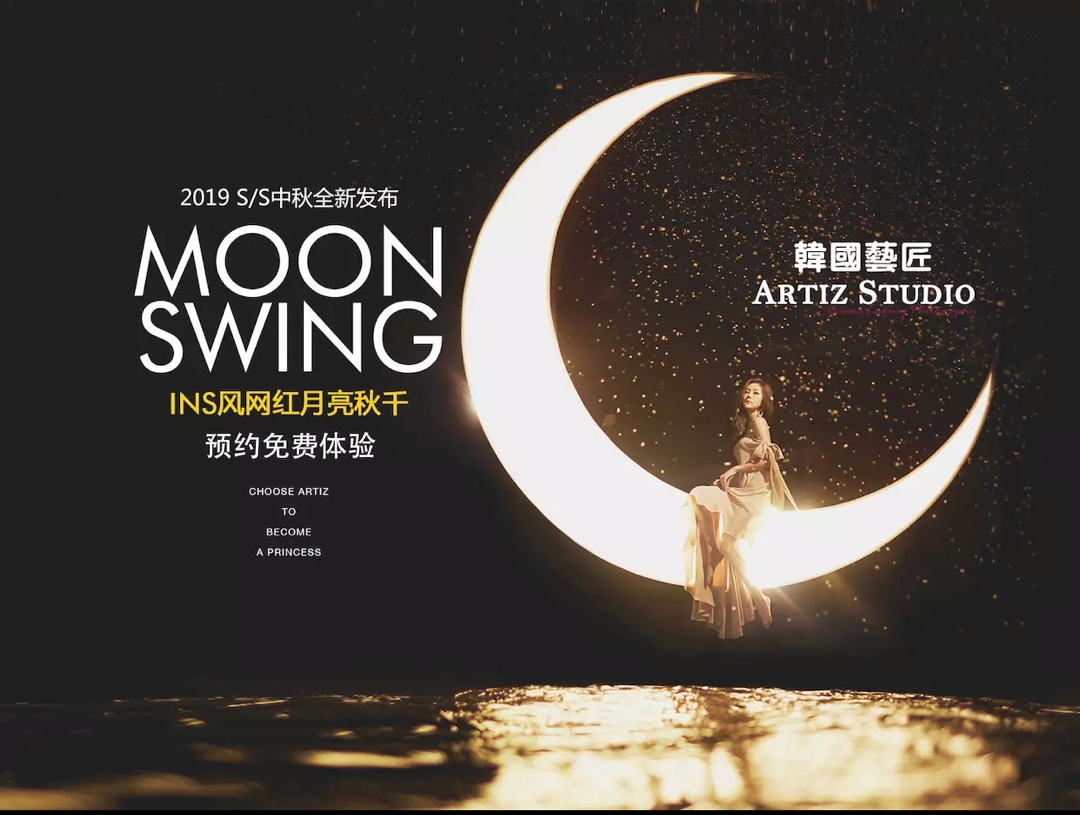 2019 S/S中秋全新发布
MOON
SWING
INS风网红月亮秋千
预约免费体验
CHOOSE ARTIZ
TO
BECOME
A PRINCESS
韓國藝匠
ARTIZ STUDIO